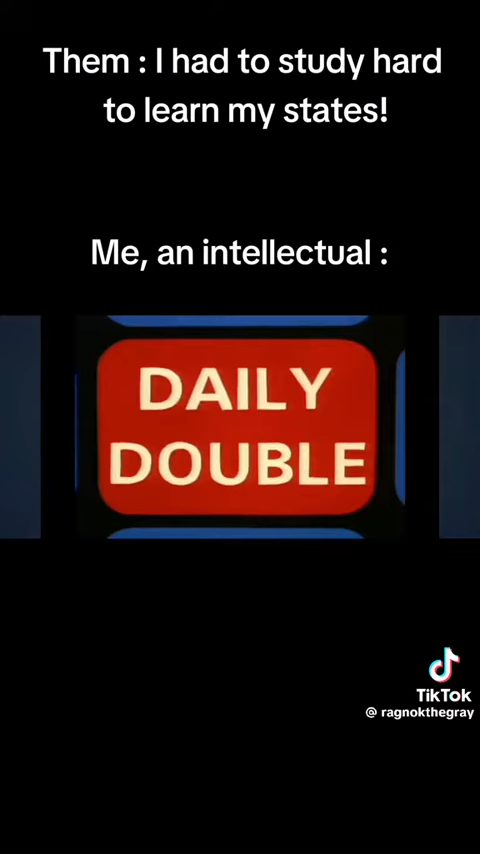 Them : I had to study hard
to learn my states!
Me, an intellectual :
DAILY
DOUBLE
TikTok
@ ragnokthegray